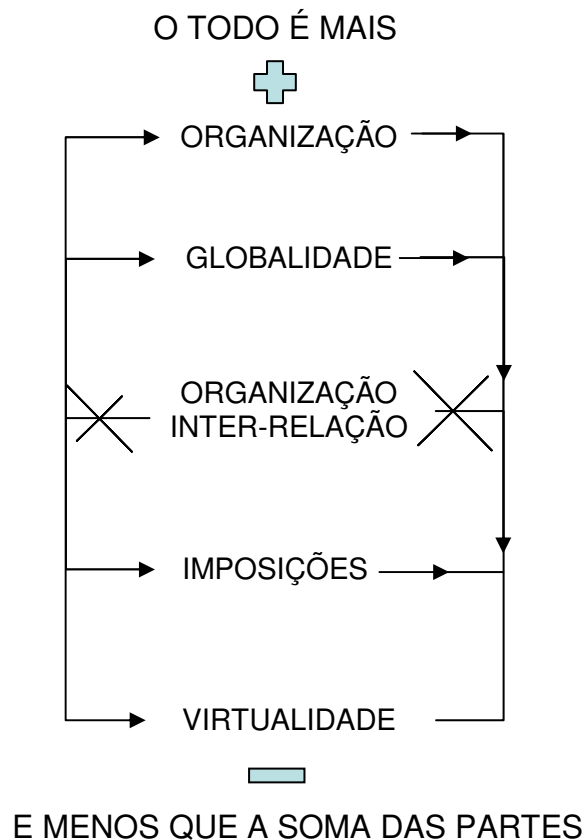 O TODO É MAIS
ORGANIZAÇÃO
GLOBALIDADE
ORGANIZAÇÃO
INTER-RELAÇÃO
IMPOSIÇÕES
VIRTUALIDADE
E MENOS QUE A SOMA DAS PARTES